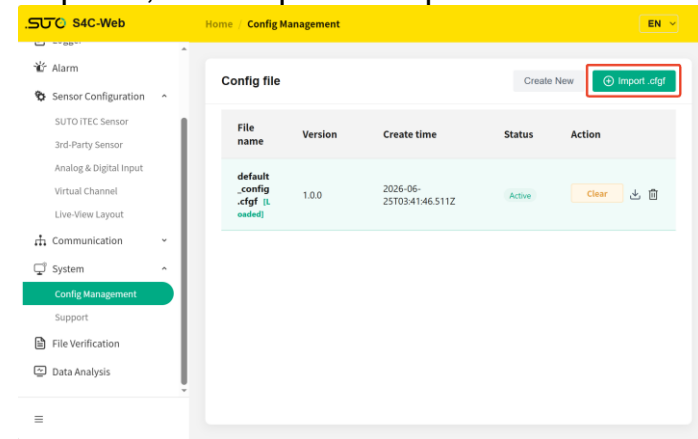 .SUTO S4C-Web
Home / Config Management
EN
Alarm
Sensor Configuration
SUTO iTEC Sensor
3rd-Party Sensor
Analog & Digital Input
Virtual Channel
Live-View Layout
Communication
System
Config Management
Support
File Verification
Data Analysis
Config file
Create New
Import .cfgf
File
name
Version
Create time
Status
Action
default
_config
.cfgf [L
oaded]
1.0.0
2026-06-
25T03:41:46.511Z
Active
Clear